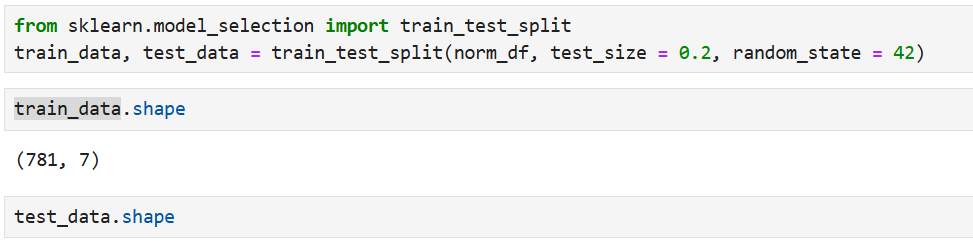 from sklearn.model_selection import train_test_split
train_data, test_data = train_test_split(norm_df, test_size = 0.2, random_state = 42)
train_data.shape
(781, 7)
test_data.shape